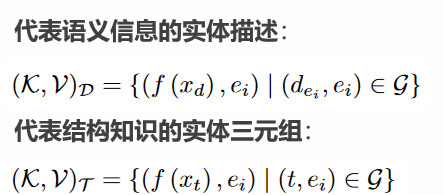 代表语义信息的实体描述：
(𝒦, 𝒱)_𝒟 = {(f (x_d) , e_i) | (d_{e_i}, e_i) ∈ 𝒢}
代表结构知识的实体三元组：
(𝒦, 𝒱)_𝒯 = {(f (x_t) , e_i) | (t, e_i) ∈ 𝒢}